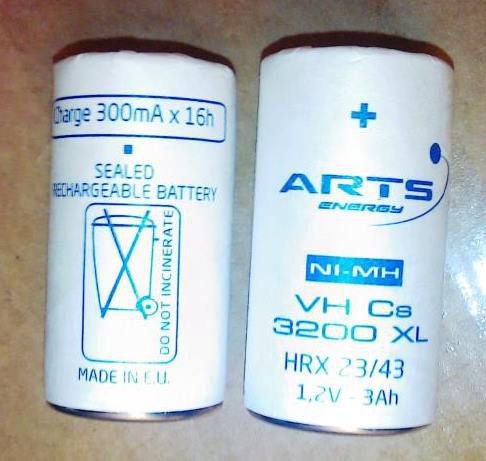 Charge 300mA x 16h
SEALED
RECHARGEABLE BATTERY
DO NOT INCINERATE
MADE IN E.U.
+
ARTS
ENERGY
NI-MH
VH Cs
3200 XL
HRX 23/43
1,2V - 3Ah